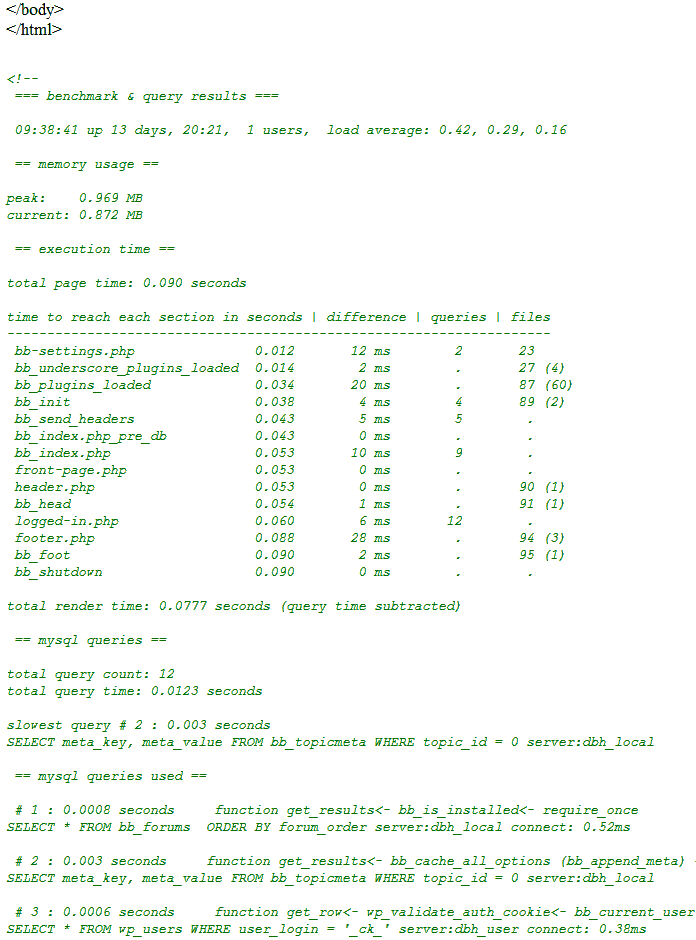 </body>
</html>
<!--
=== benchmark & query results ===
09:38:41 up 13 days, 20:21,  1 users,  load average: 0.42, 0.29, 0.16
== memory usage ==
peak:    0.969 MB
current: 0.872 MB
== execution time ==
total page time: 0.090 seconds
time to reach each section in seconds | difference | queries | files
--------------------------------------------------------------------
bb-settings.php               0.012       12 ms        2       23
bb_underscore_plugins_loaded  0.014        2 ms        .       27 (4)
bb_plugins_loaded             0.034       20 ms        .       87 (60)
bb_init                       0.038        4 ms        4       89 (2)
bb_send_headers               0.043        5 ms        5        .
bb_index.php_pre_db           0.043        0 ms        .        .
bb_index.php                  0.053       10 ms        9        .
front-page.php                0.053        0 ms        .        .
header.php                    0.053        0 ms        .       90 (1)
bb_head                       0.054        1 ms        .       91 (1)
logged-in.php                 0.060        6 ms       12        .
footer.php                    0.088       28 ms        .       94 (3)
bb_foot                       0.090        2 ms        .       95 (1)
bb_shutdown                   0.090        0 ms        .        .
total render time: 0.0777 seconds (query time subtracted)
== mysql queries ==
total query count: 12
total query time: 0.0123 seconds
slowest query # 2 : 0.003 seconds
SELECT meta_key, meta_value FROM bb_topicmeta WHERE topic_id = 0 server:dbh_local
== mysql queries used ==
# 1 : 0.0008 seconds     function get_results<- bb_is_installed<- require_once
SELECT * FROM bb_forums  ORDER BY forum_order server:dbh_local connect: 0.52ms
# 2 : 0.003 seconds     function get_results<- bb_cache_all_options (bb_append_meta)
SELECT meta_key, meta_value FROM bb_topicmeta WHERE topic_id = 0 server:dbh_local
# 3 : 0.0006 seconds     function get_row<- wp_validate_auth_cookie<- bb_current_user
SELECT * FROM wp_users WHERE user_login = '_ck_' server:dbh_user connect: 0.38ms